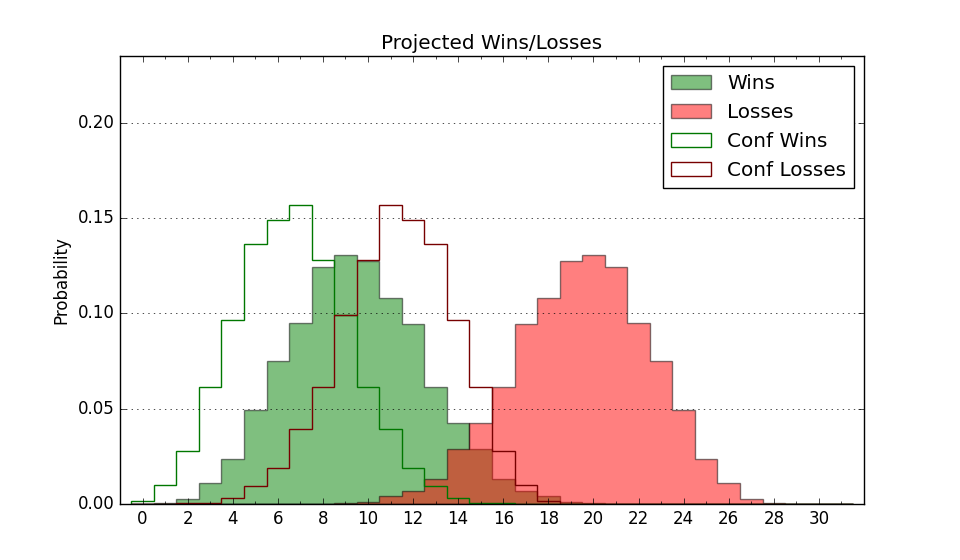 Projected Wins/Losses
Wins
Losses
Conf Wins
Conf Losses
Probability
0.20
0.15
0.10
0.05
0.00
0 2 4 6 8 10 12 14 16 18 20 22 24 26 28 30